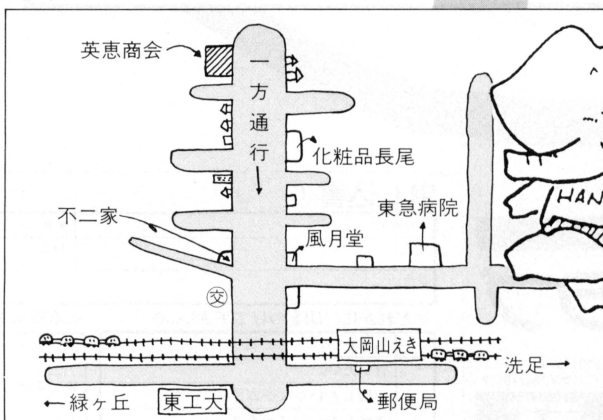 英恵商会
一方通行
化粧品長尾
不二家
東急病院
風月堂
交
HAN
大岡山えき
洗足→
←緑ヶ丘
東工大
郵便局